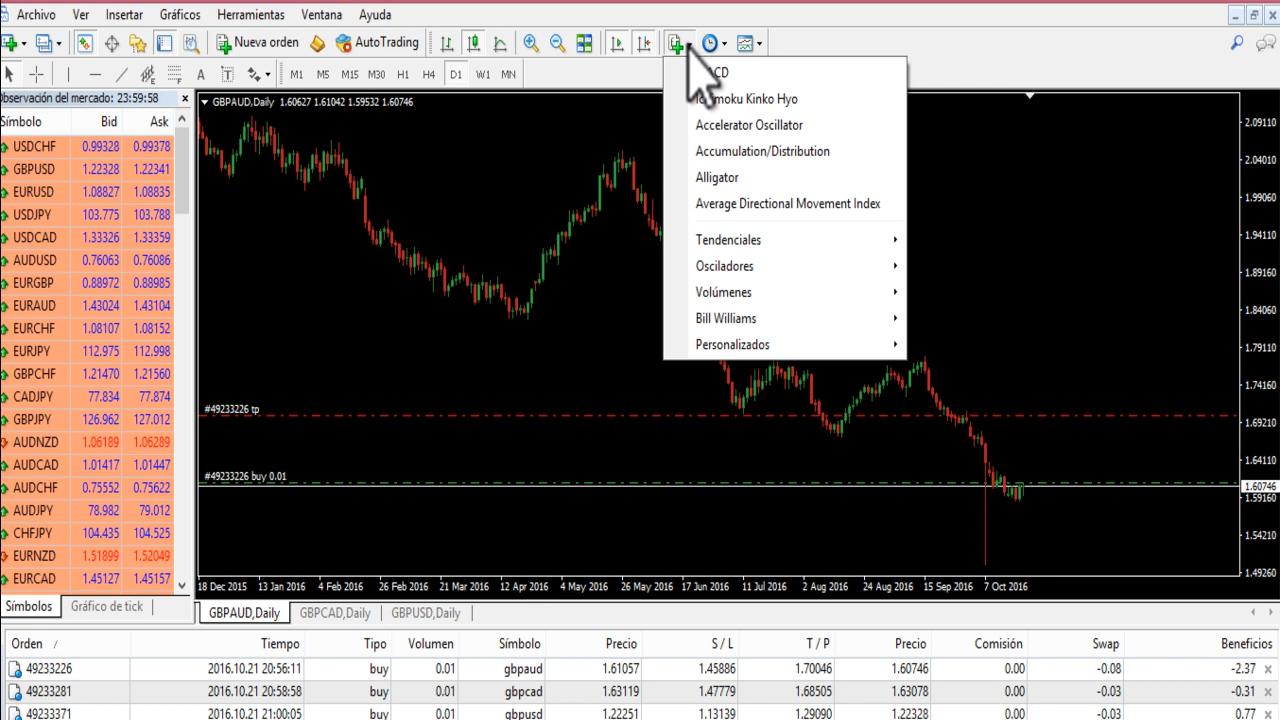 Archivo Ver Insertar Gráficos Herramientas Ventana Ayuda
Nueva orden AutoTrading
A T M1 M5 M15 M30 H1 H4 D1 W1 MN
Observación del mercado: 23:59:58
Símbolo Bid Ask
USDCHF 0.99328 0.99378
GBPUSD 1.22328 1.22341
EURUSD 1.08827 1.08835
USDJPY 103.775 103.788
USDCAD 1.33326 1.33359
AUDUSD 0.76063 0.76086
EURGBP 0.88972 0.88985
EURAUD 1.43024 1.43104
EURCHF 1.08107 1.08152
EURJPY 112.975 112.998
GBPCHF 1.21470 1.21560
CADJPY 77.834 77.874
GBPJPY 126.962 127.012
AUDNZD 1.06189 1.06289
AUDCAD 1.01417 1.01447
AUDCHF 0.75552 0.75622
AUDJPY 78.982 79.012
CHFJPY 104.435 104.525
EURNZD 1.51899 1.52049
EURCAD 1.45127 1.45157
Símbolos Gráfico de tick
GBPAUD,Daily 1.60627 1.61042 1.59532 1.60746
Kinko Hyo
Accelerator Oscillator
Accumulation/Distribution
Alligator
Average Directional Movement Index
Tendenciales
Osciladores
Volúmenes
Bill Williams
Personalizados
#49233226 tp
#49233226 buy 0.01
2.09110
2.04010
1.99060
1.94110
1.89160
1.84060
1.79110
1.74160
1.69210
1.64110
1.60746
1.59160
1.54210
1.49260
18 Dec 2015 13 Jan 2016 4 Feb 2016 26 Feb 2016 21 Mar 2016 12 Apr 2016 4 May 2016 26 May 2016 17 Jun 2016 11 Jul 2016 2 Aug 2016 24 Aug 2016 15 Sep 2016 7 Oct 2016
GBPAUD,Daily GBPCAD,Daily GBPUSD,Daily
Orden / Tiempo Tipo Volumen Símbolo Precio S / L T / P Precio Comisión Swap Beneficios
49233226 2016.10.21 20:56:11 buy 0.01 gbpaud 1.61057 1.45886 1.70046 1.60746 0.00 -0.08 -2.37
49233281 2016.10.21 20:58:58 buy 0.01 gbpcad 1.63119 1.47779 1.68505 1.63078 0.00 -0.03 -0.31
49233371 2016.10.21 21:00:05 buy 0.01 gbpusd 1.22251 1.13139 1.29090 1.22328 0.00 -0.03 0.77